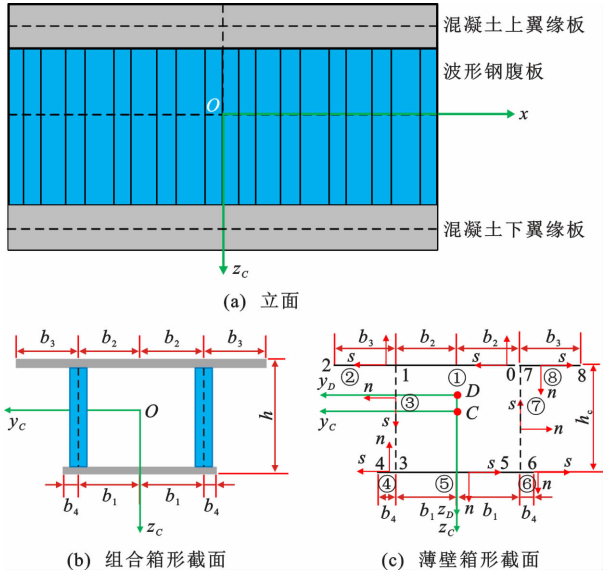 混凝土上翼缘板
波形钢腹板
O
x
混凝土下翼缘板
z_C
(a) 立面
b_3 b_2 b_2 b_3
O
y_C
h
b_4 b_1 b_1 b_4
z_C
(b) 组合箱形截面
b_3 b_2 b_2 b_3
2 s 1 s 0 7 s 8
② ① ⑧
n
y_D D
n ③ s ⑦
y_C C
s n
h_c
n
4 3 5 6
s s s
④ ⑤ ⑥
n n
b_4 b_1 z_D b_1 b_4
z_C
(c) 薄壁箱形截面